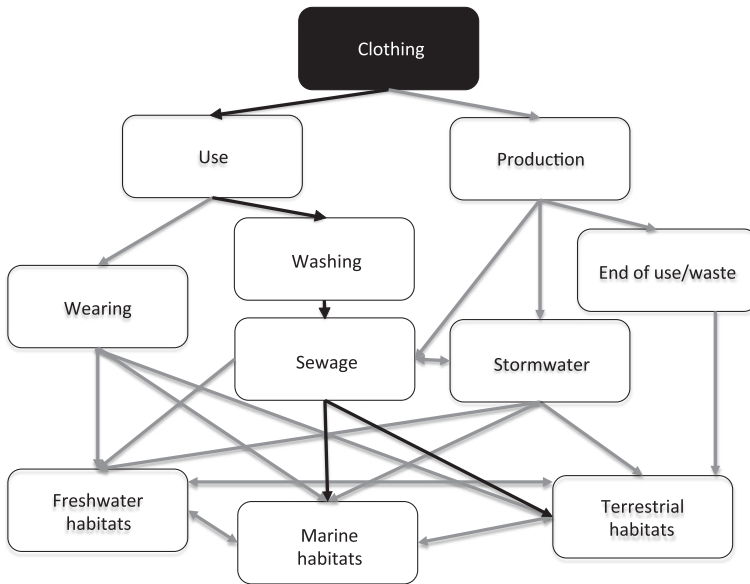 Clothing
Use
Production
Washing
End of use/waste
Wearing
Sewage
Stormwater
Freshwater
habitats
Marine
habitats
Terrestrial
habitats